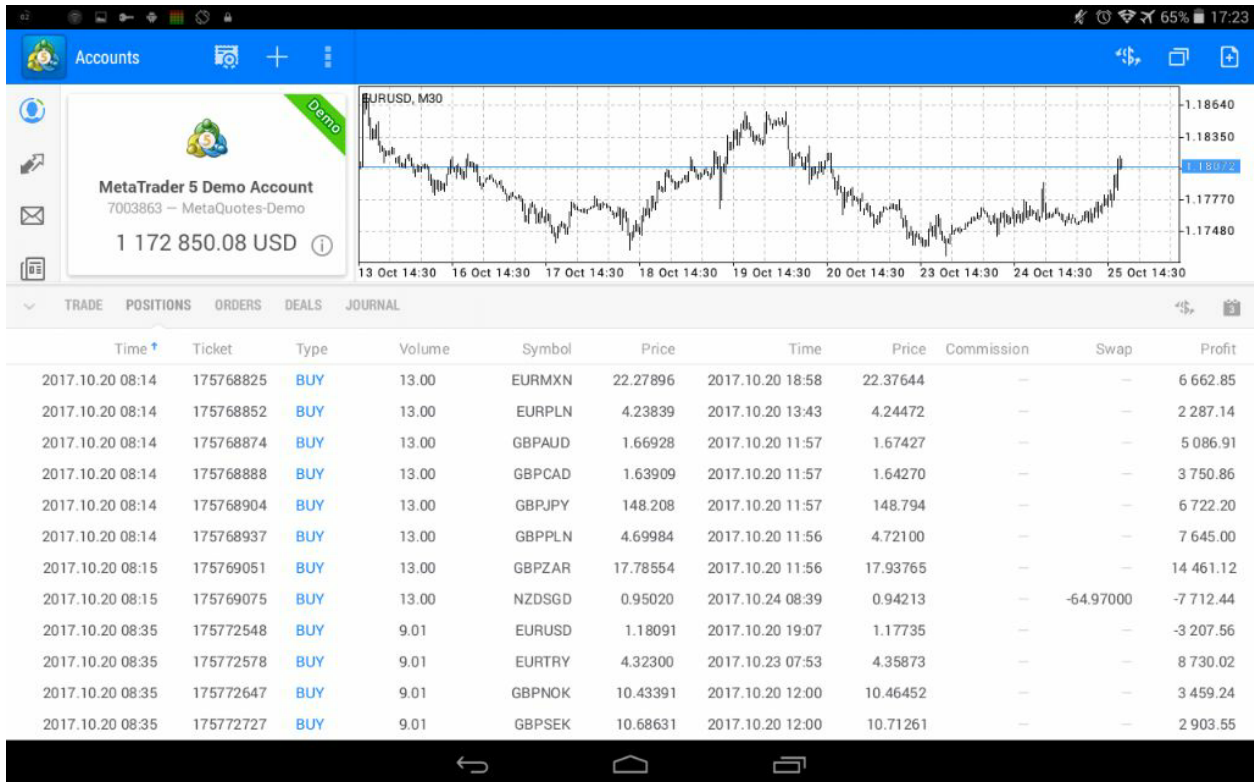 65% 17:23
Accounts
Demo
MetaTrader 5 Demo Account
7003863 — MetaQuotes-Demo
1 172 850.08 USD
EURUSD, M30
1.18640
1.18350
1.18072
1.17770
1.17480
13 Oct 14:30 16 Oct 14:30 17 Oct 14:30 18 Oct 14:30 19 Oct 14:30 20 Oct 14:30 23 Oct 14:30 24 Oct 14:30 25 Oct 14:30
TRADE POSITIONS ORDERS DEALS JOURNAL
Time Ticket Type Volume Symbol Price Time Price Commission Swap Profit
2017.10.20 08:14 175768825 BUY 13.00 EURMXN 22.27896 2017.10.20 18:58 22.37644 — — 6 662.85
2017.10.20 08:14 175768852 BUY 13.00 EURPLN 4.23839 2017.10.20 13:43 4.24472 — — 2 287.14
2017.10.20 08:14 175768874 BUY 13.00 GBPAUD 1.66928 2017.10.20 11:57 1.67427 — — 5 086.91
2017.10.20 08:14 175768888 BUY 13.00 GBPCAD 1.63909 2017.10.20 11:57 1.64270 — — 3 750.86
2017.10.20 08:14 175768904 BUY 13.00 GBPJPY 148.208 2017.10.20 11:57 148.794 — — 6 722.20
2017.10.20 08:14 175768937 BUY 13.00 GBPPLN 4.69984 2017.10.20 11:56 4.72100 — — 7 645.00
2017.10.20 08:15 175769051 BUY 13.00 GBPZAR 17.78554 2017.10.20 11:56 17.93765 — — 14 461.12
2017.10.20 08:15 175769075 BUY 13.00 NZDSGD 0.95020 2017.10.24 08:39 0.94213 — -64.97000 -7 712.44
2017.10.20 08:35 175772548 BUY 9.01 EURUSD 1.18091 2017.10.20 19:07 1.17735 — — -3 207.56
2017.10.20 08:35 175772578 BUY 9.01 EURTRY 4.32300 2017.10.23 07:53 4.35873 — — 8 730.02
2017.10.20 08:35 175772647 BUY 9.01 GBPNOK 10.43391 2017.10.20 12:00 10.46452 — — 3 459.24
2017.10.20 08:35 175772727 BUY 9.01 GBPSEK 10.68631 2017.10.20 12:00 10.71261 — — 2 903.55